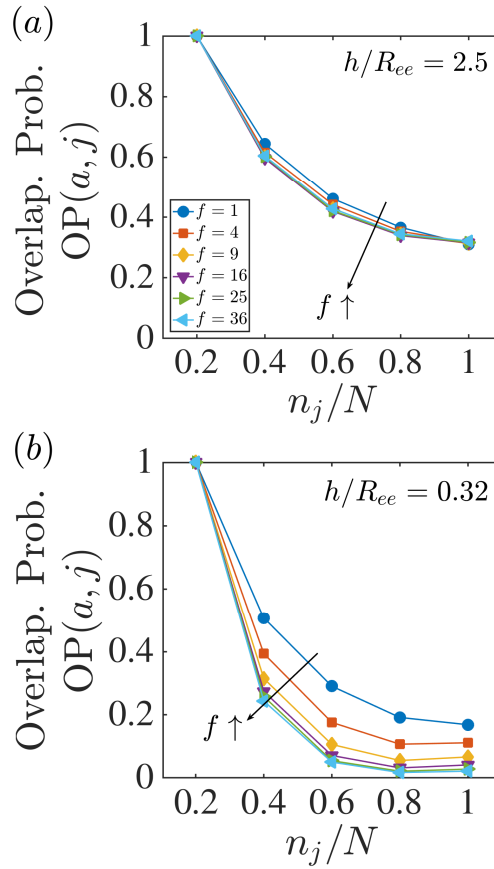 (a)
h/R_ee = 2.5
Overlap. Prob.
OP(a, j)
1
0.8
0.6
0.4
0.2
0
f = 1
f = 4
f = 9
f = 16
f = 25
f = 36
f ↑
0.2 0.4 0.6 0.8 1
n_j/N
(b)
h/R_ee = 0.32
Overlap. Prob.
OP(a, j)
1
0.8
0.6
0.4
0.2
0
f ↑
0.2 0.4 0.6 0.8 1
n_j/N